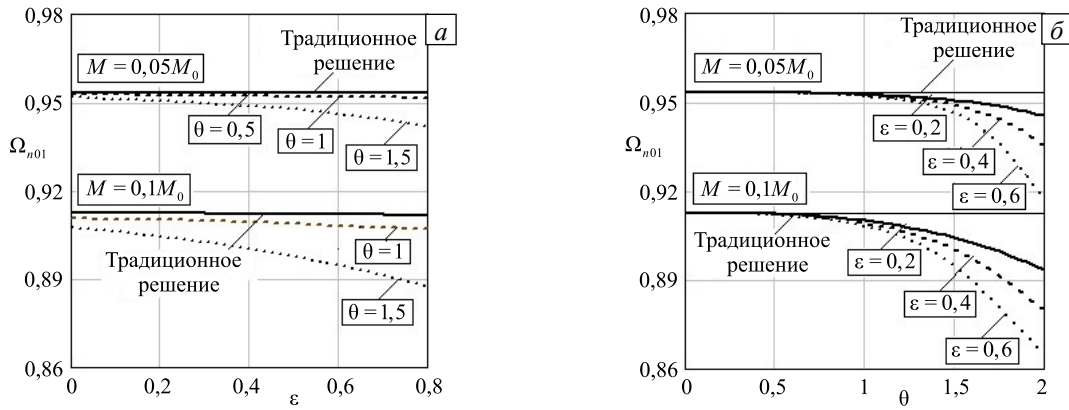 0,98
a
Традиционное
решение
M = 0,05M₀
0,95
θ = 0,5
θ = 1
θ = 1,5
Ωn01
0,92
M = 0,1M₀
θ = 1
0,89
Традиционное
решение
θ = 1,5
0,86
0
0,2
0,4
0,6
0,8
ε
0,98
б
Традиционное
решение
M = 0,05M₀
0,95
ε = 0,2
ε = 0,4
ε = 0,6
Ωn01
0,92
M = 0,1M₀
Традиционное
решение
ε = 0,2
0,89
ε = 0,4
ε = 0,6
0,86
0
0,5
1
1,5
2
θ